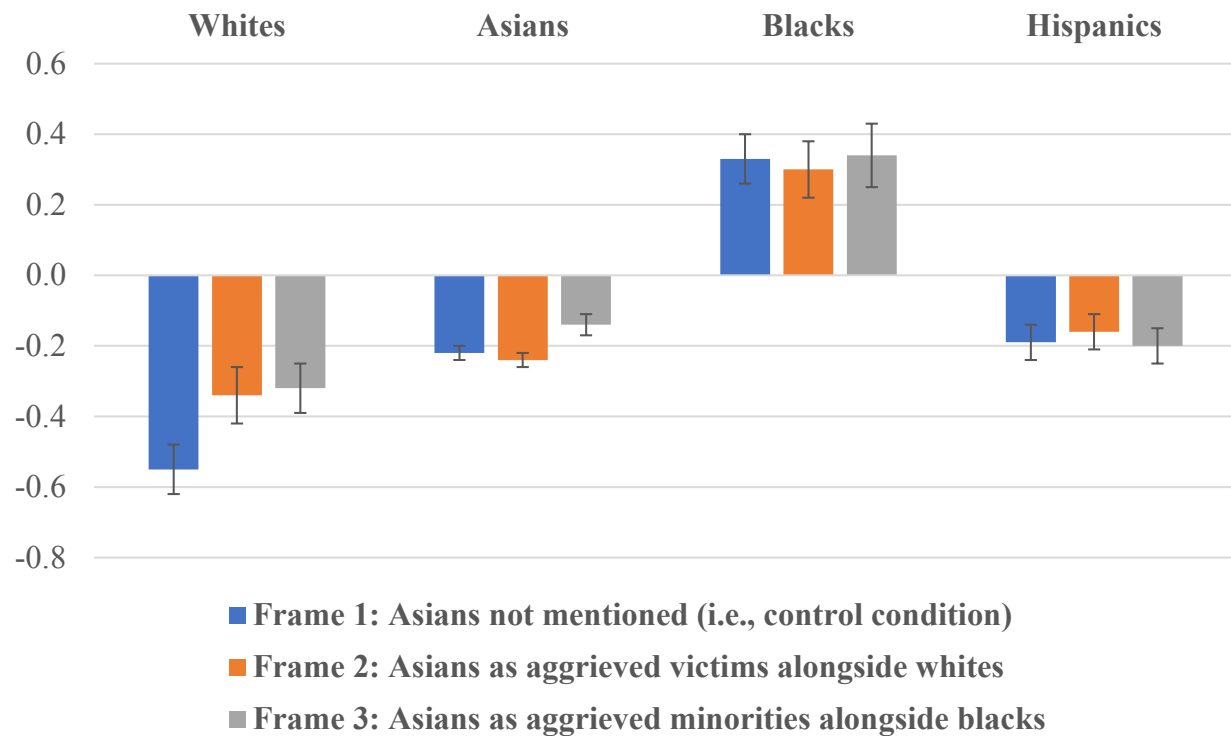 Whites Asians Blacks Hispanics
0.6
0.4
0.2
0.0
-0.2
-0.4
-0.6
-0.8
Frame 1: Asians not mentioned (i.e., control condition)
Frame 2: Asians as aggrieved victims alongside whites
Frame 3: Asians as aggrieved minorities alongside blacks